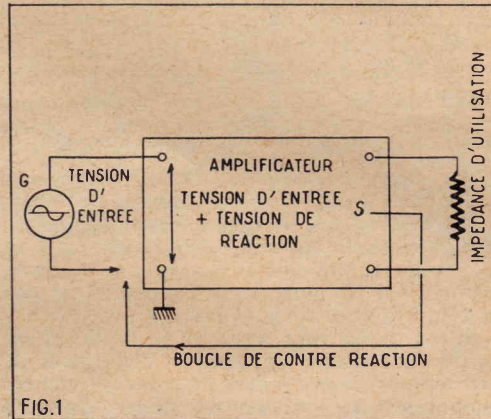 G
TENSION
D'
ENTREE
AMPLIFICATEUR
TENSION D'ENTREE
+ TENSION DE
REACTION
S
IMPEDANCE D'UTILISATION
BOUCLE DE CONTRE REACTION
FIG.1